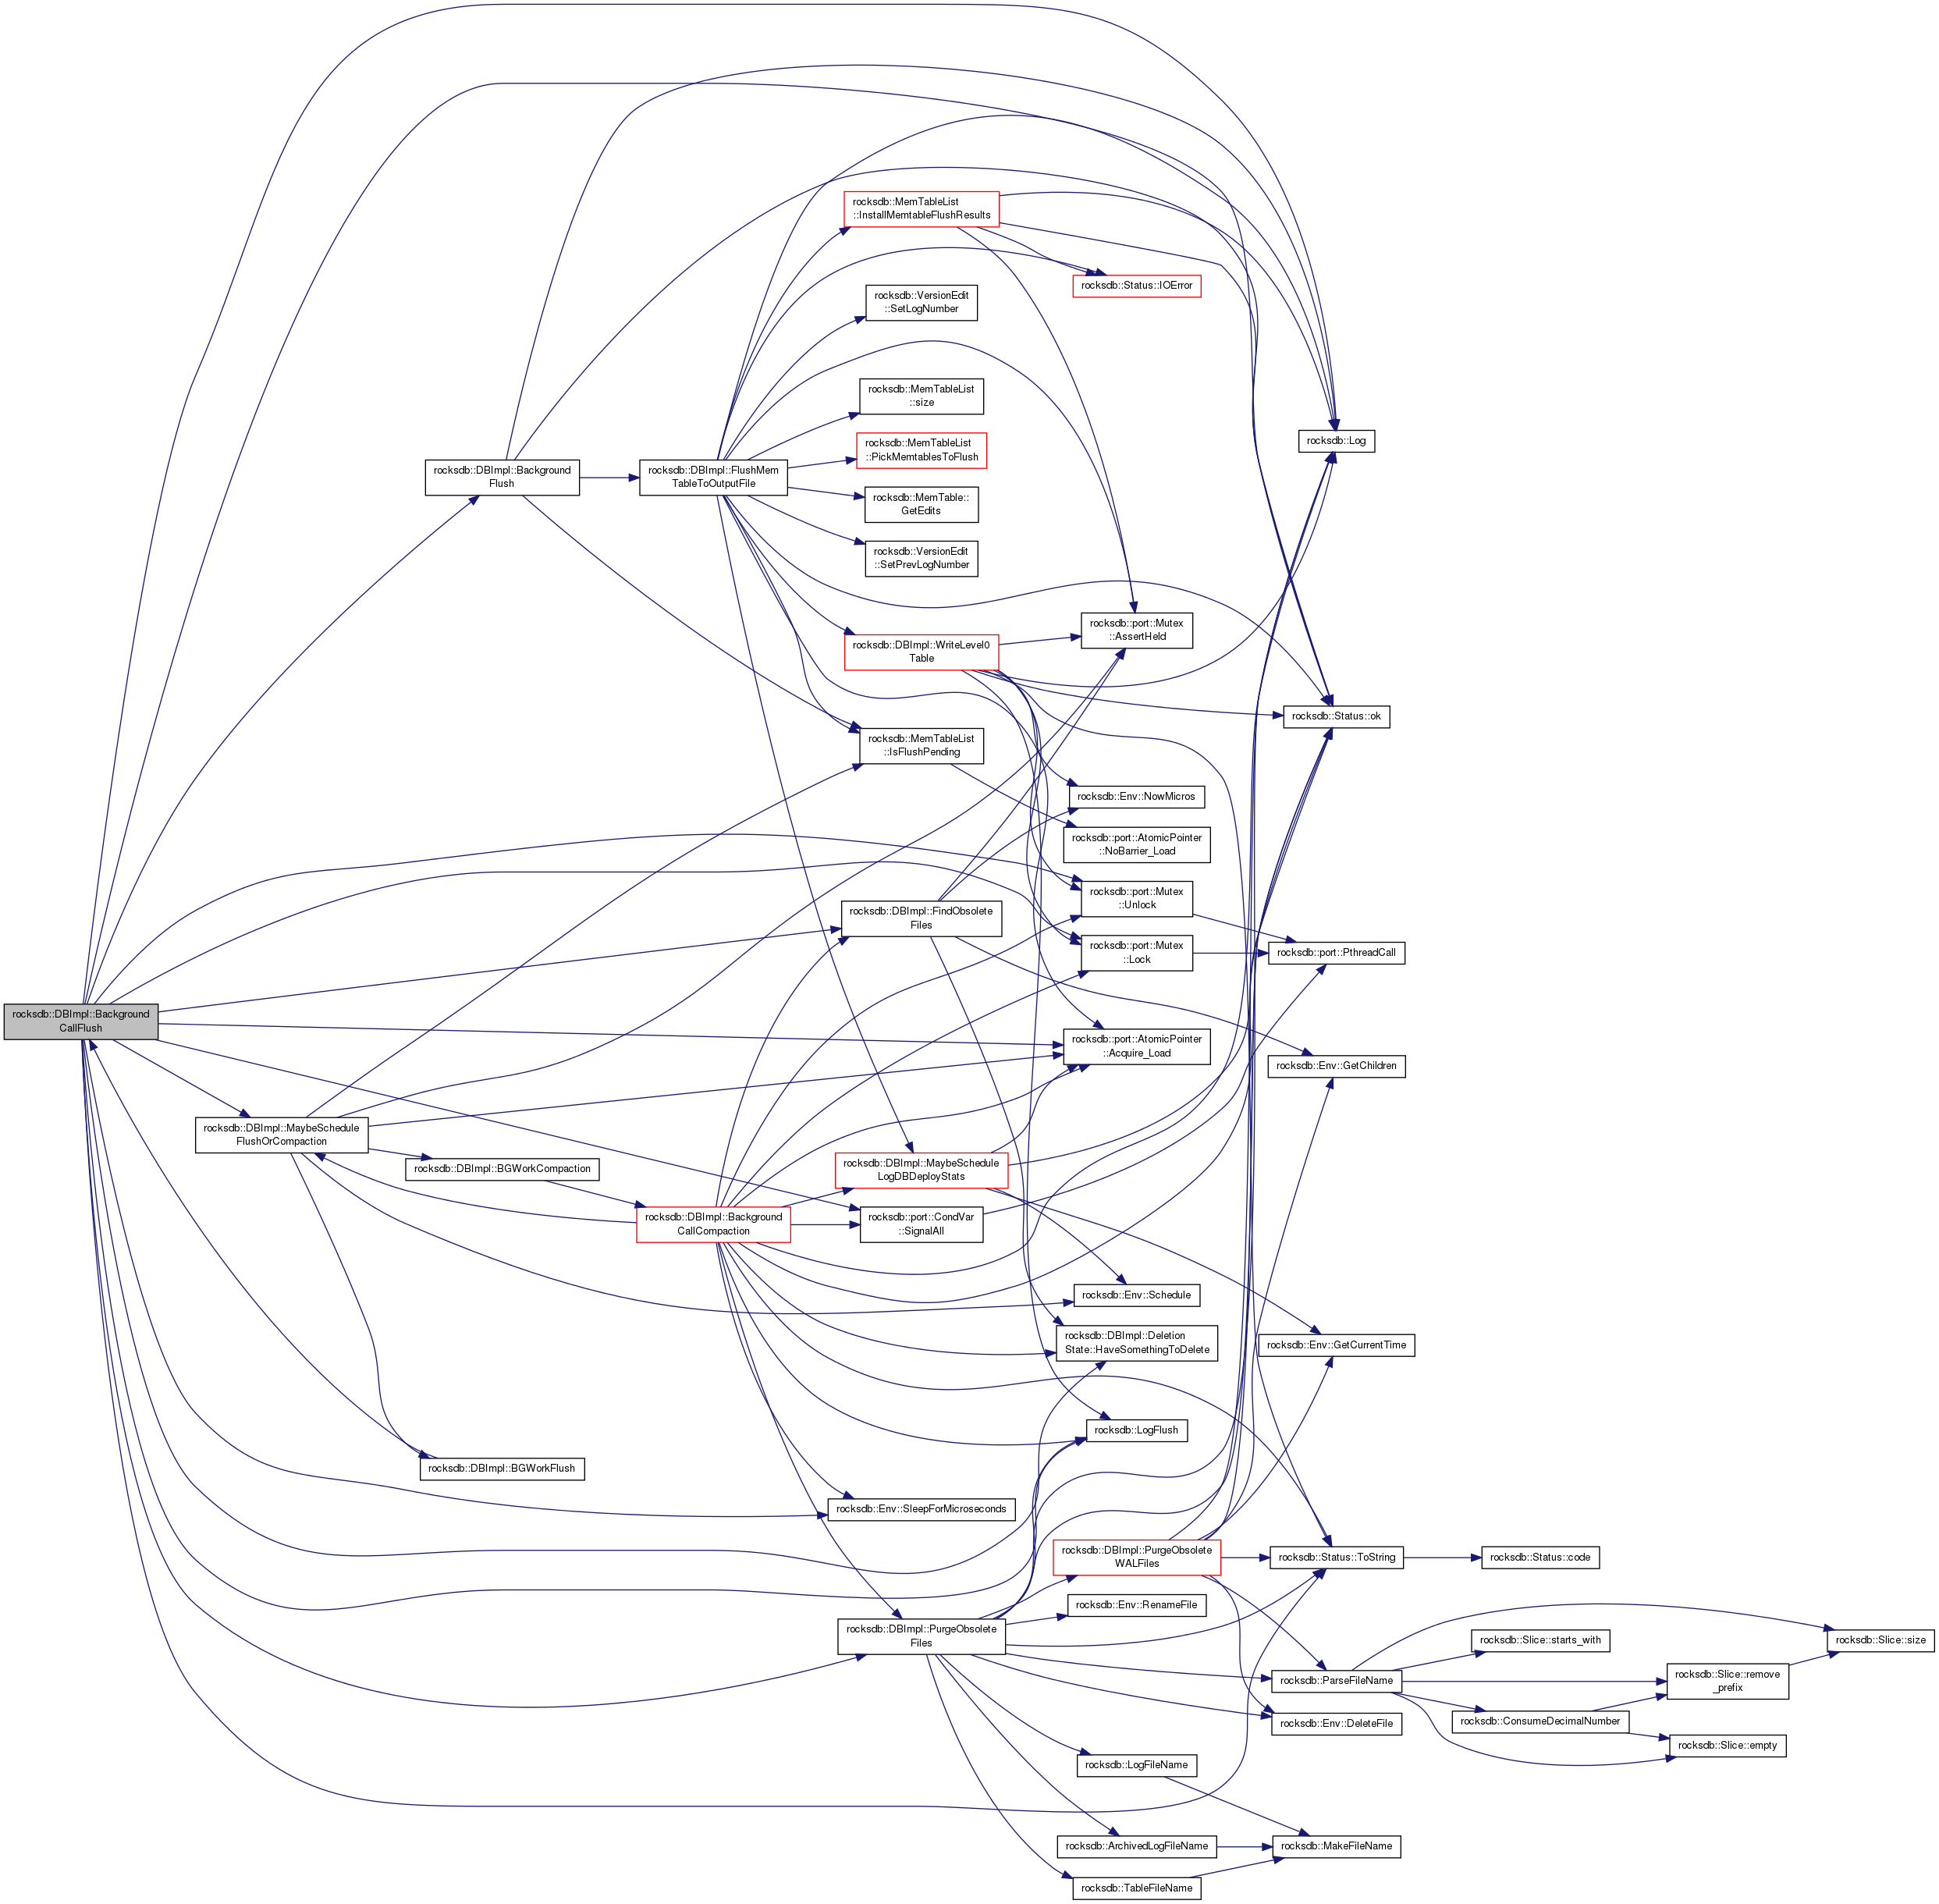 rocksdb::DBImpl::Background
CallFlush
rocksdb::DBImpl::Background
Flush
rocksdb::DBImpl::MaybeSchedule
FlushOrCompaction
rocksdb::DBImpl::BGWorkCompaction
rocksdb::DBImpl::BGWorkFlush
rocksdb::DBImpl::FlushMem
TableToOutputFile
rocksdb::DBImpl::Background
CallCompaction
rocksdb::MemTableList
::InstallMemtableFlushResults
rocksdb::VersionEdit
::SetLogNumber
rocksdb::MemTableList
::size
rocksdb::MemTableList
::PickMemtablesToFlush
rocksdb::MemTable::
GetEdits
rocksdb::VersionEdit
::SetPrevLogNumber
rocksdb::DBImpl::WriteLevel0
Table
rocksdb::MemTableList
::IsFlushPending
rocksdb::DBImpl::FindObsolete
Files
rocksdb::DBImpl::MaybeSchedule
LogDBDeployStats
rocksdb::port::CondVar
::SignalAll
rocksdb::Env::SleepForMicroseconds
rocksdb::DBImpl::PurgeObsolete
Files
rocksdb::Status::IOError
rocksdb::port::Mutex
::AssertHeld
rocksdb::Env::NowMicros
rocksdb::port::AtomicPointer
::NoBarrier_Load
rocksdb::port::Mutex
::Unlock
rocksdb::port::Mutex
::Lock
rocksdb::port::AtomicPointer
::Acquire_Load
rocksdb::Env::Schedule
rocksdb::DBImpl::Deletion
State::HaveSomethingToDelete
rocksdb::LogFlush
rocksdb::DBImpl::PurgeObsolete
WALFiles
rocksdb::Env::RenameFile
rocksdb::LogFileName
rocksdb::ArchivedLogFileName
rocksdb::TableFileName
rocksdb::Log
rocksdb::Status::ok
rocksdb::port::PthreadCall
rocksdb::Env::GetChildren
rocksdb::Env::GetCurrentTime
rocksdb::Status::ToString
rocksdb::ParseFileName
rocksdb::Env::DeleteFile
rocksdb::MakeFileName
rocksdb::Status::code
rocksdb::Slice::starts_with
rocksdb::ConsumeDecimalNumber
rocksdb::Slice::remove
_prefix
rocksdb::Slice::empty
rocksdb::Slice::size